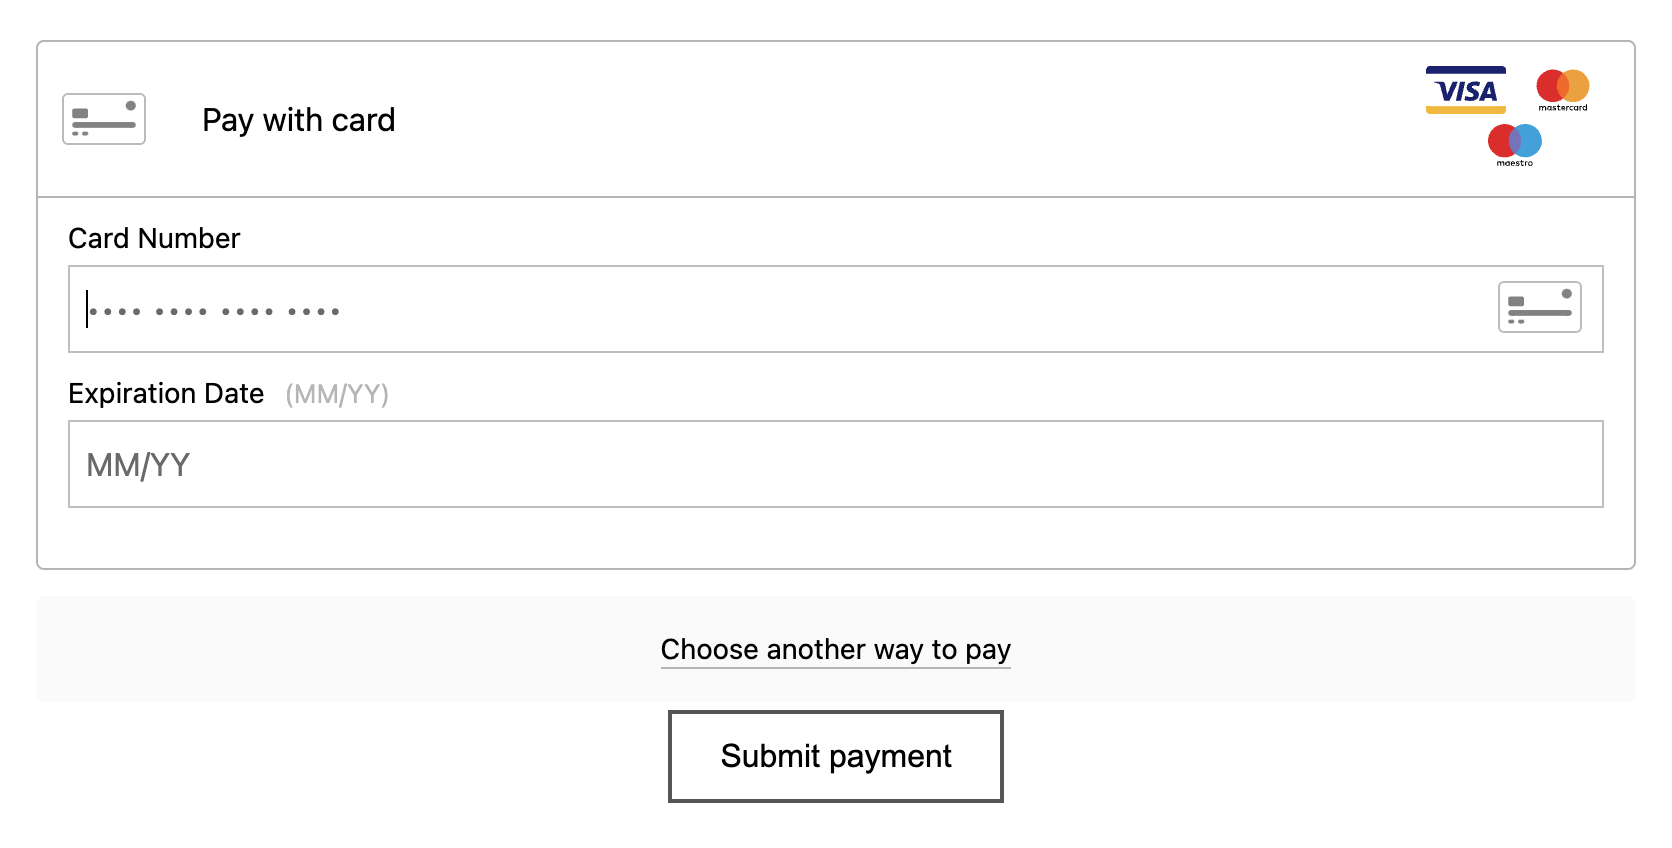 Pay with card
VISA
mastercard
maestro
Card Number
•••• •••• •••• ••••
Expiration Date (MM/YY)
MM/YY
Choose another way to pay
Submit payment